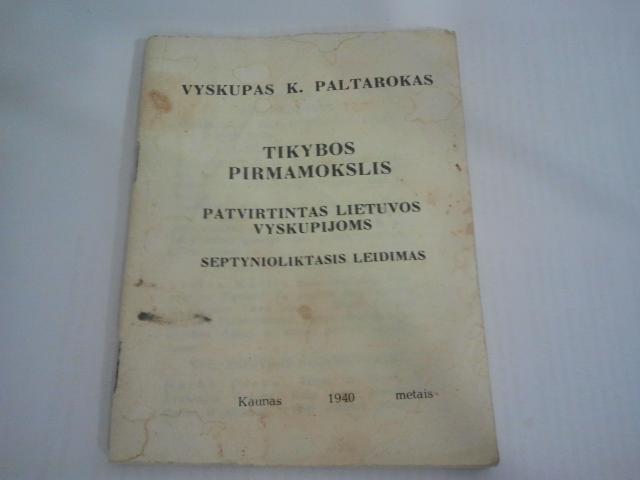 VYSKUPAS K. PALTAROKAS
TIKYBOS
PIRMAMOKSLIS
PATVIRTINTAS LIETUVOS
VYSKUPIJOMS
SEPTYNIOLIKTASIS LEIDIMAS
Kaunas 1940 metais